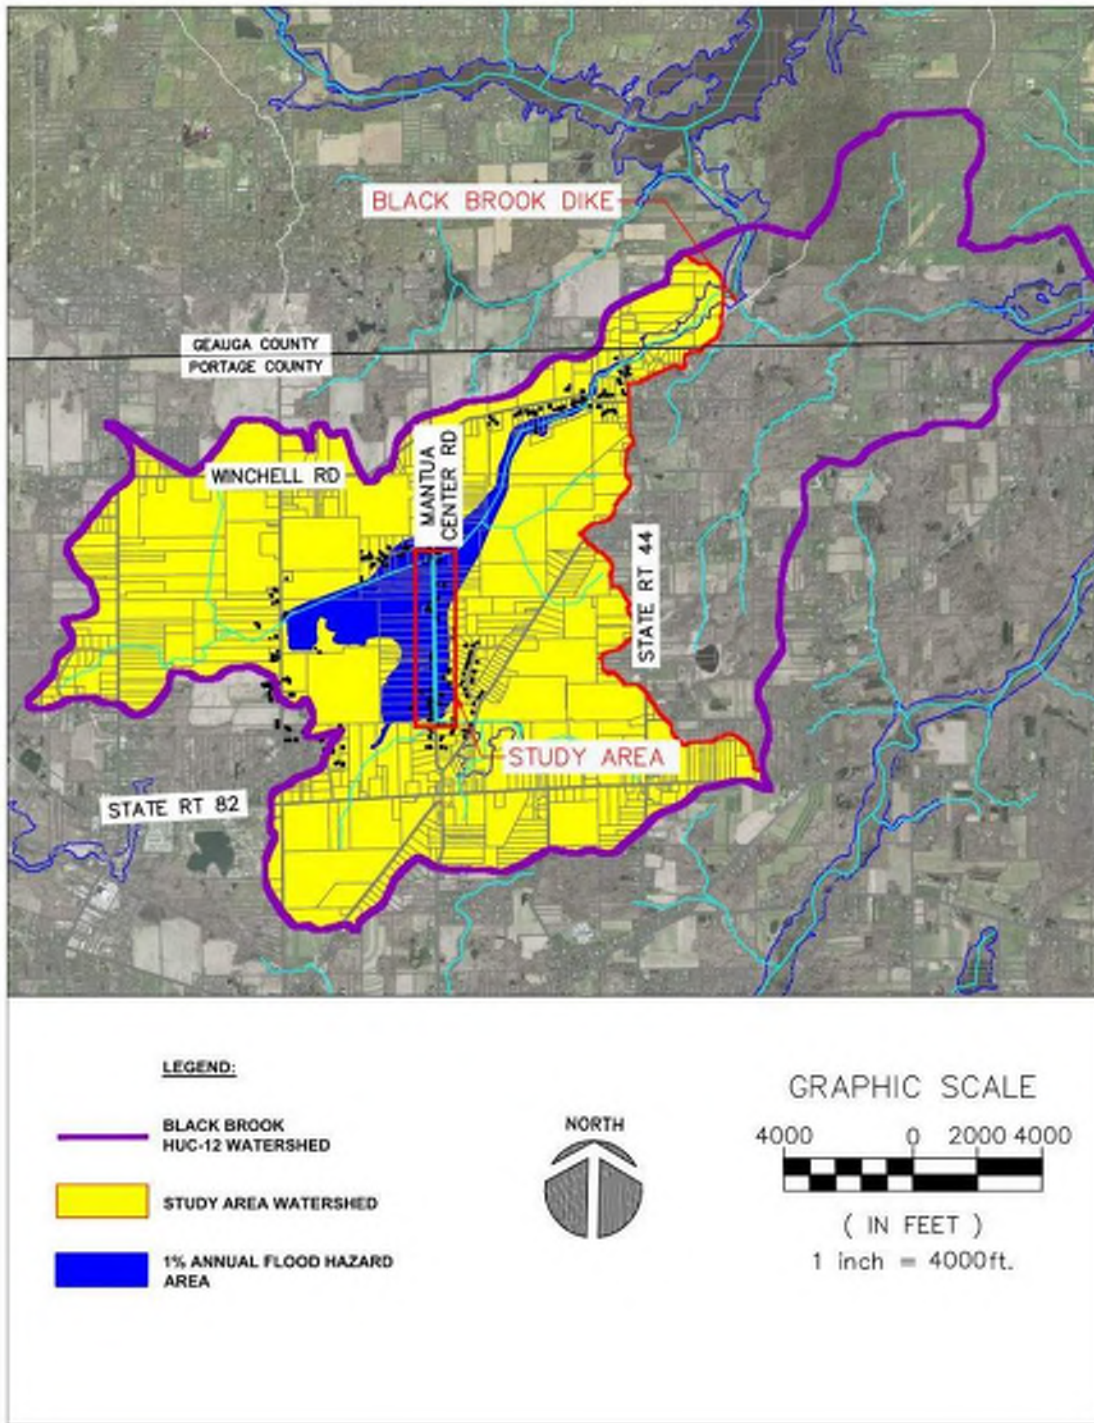 BLACK BROOK DIKE
GEAUGA COUNTY
PORTAGE COUNTY
WINCHELL RD
MANTUA
CENTER RD
STATE RT 44
STUDY AREA
STATE RT 82
LEGEND:
BLACK BROOK
HUC-12 WATERSHED
STUDY AREA WATERSHED
1% ANNUAL FLOOD HAZARD
AREA
NORTH
GRAPHIC SCALE
4000 0 2000 4000
( IN FEET )
1 inch = 4000ft.